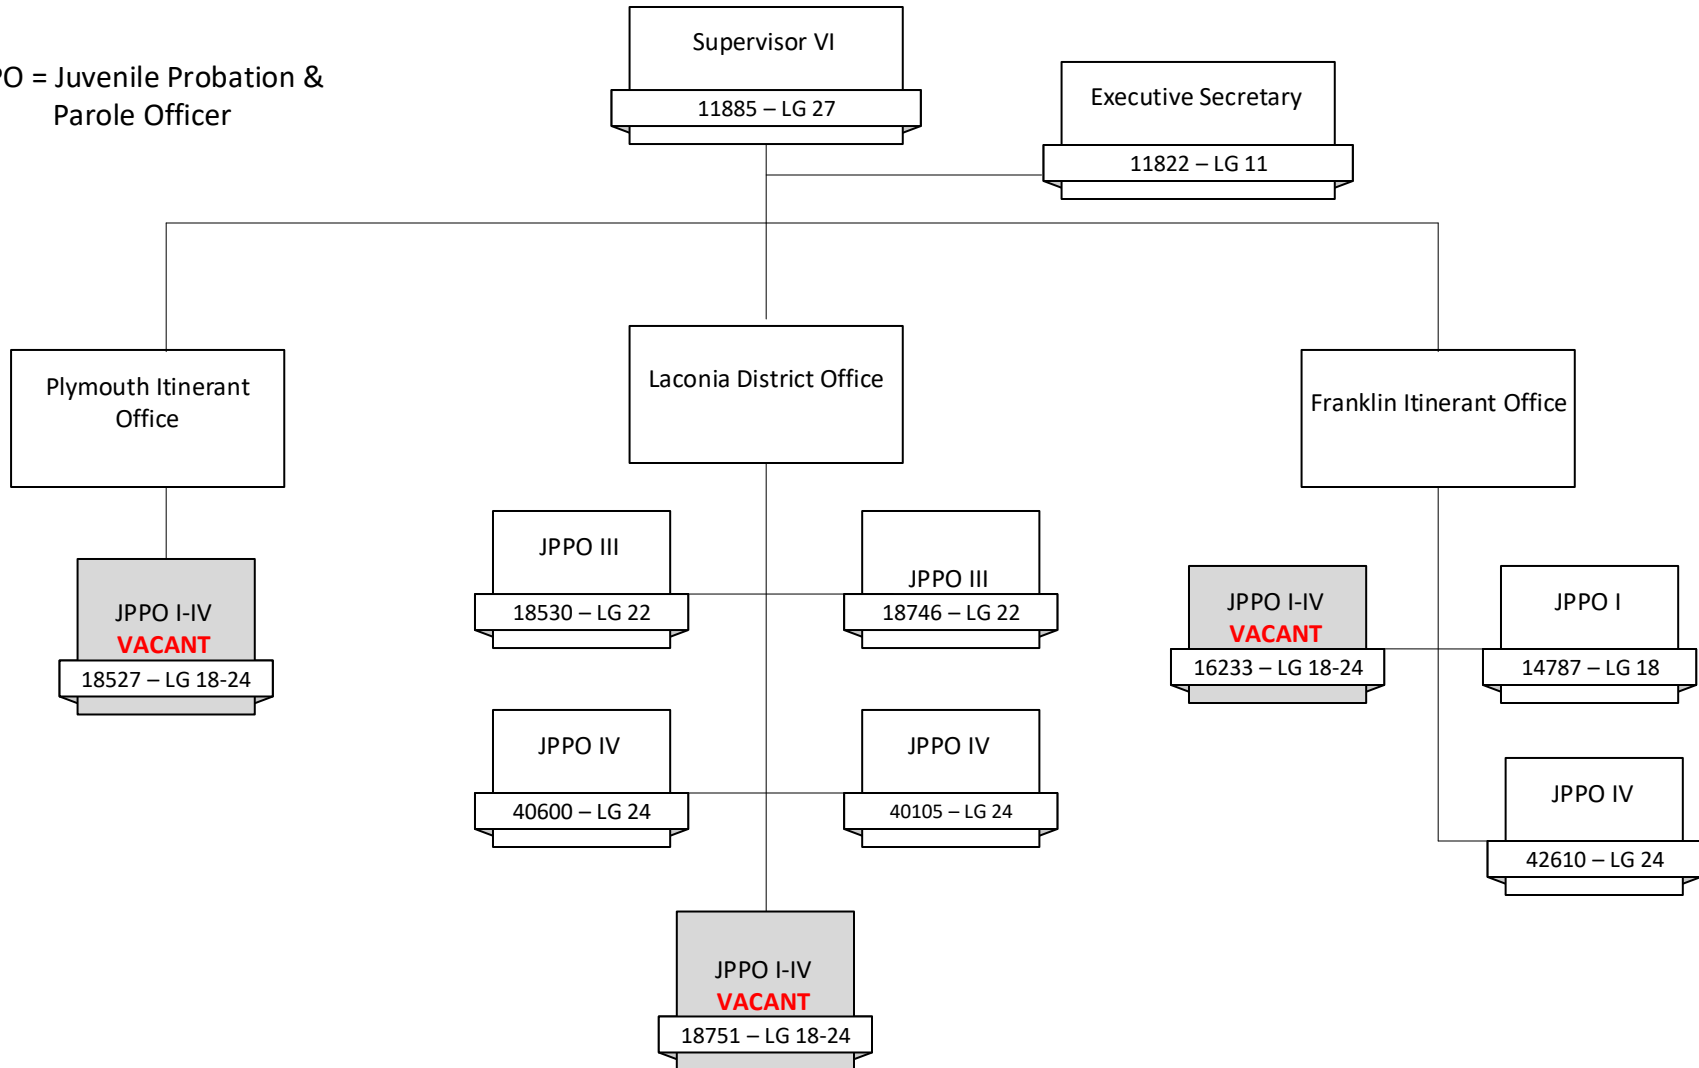 PO = Juvenile Probation &
Parole Officer
Supervisor VI
11885 – LG 27
Executive Secretary
11822 – LG 11
Plymouth Itinerant
Office
Laconia District Office
Franklin Itinerant Office
JPPO I-IV
VACANT
18527 – LG 18-24
JPPO III
18530 – LG 22
JPPO III
18746 – LG 22
JPPO IV
40600 – LG 24
JPPO IV
40105 – LG 24
JPPO I-IV
VACANT
18751 – LG 18-24
JPPO I-IV
VACANT
16233 – LG 18-24
JPPO I
14787 – LG 18
JPPO IV
42610 – LG 24